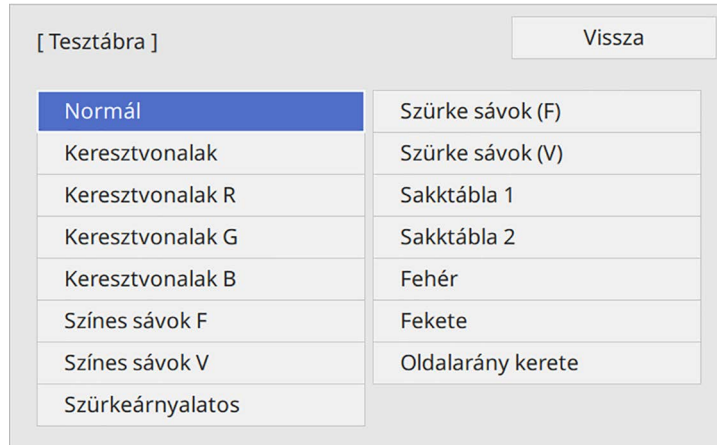 [ Tesztábra ]
Vissza
Normál
Keresztvonalak
Keresztvonalak R
Keresztvonalak G
Keresztvonalak B
Színes sávok F
Színes sávok V
Szürkeárnyalatos
Szürke sávok (F)
Szürke sávok (V)
Sakktábla 1
Sakktábla 2
Fehér
Fekete
Oldalarány kerete